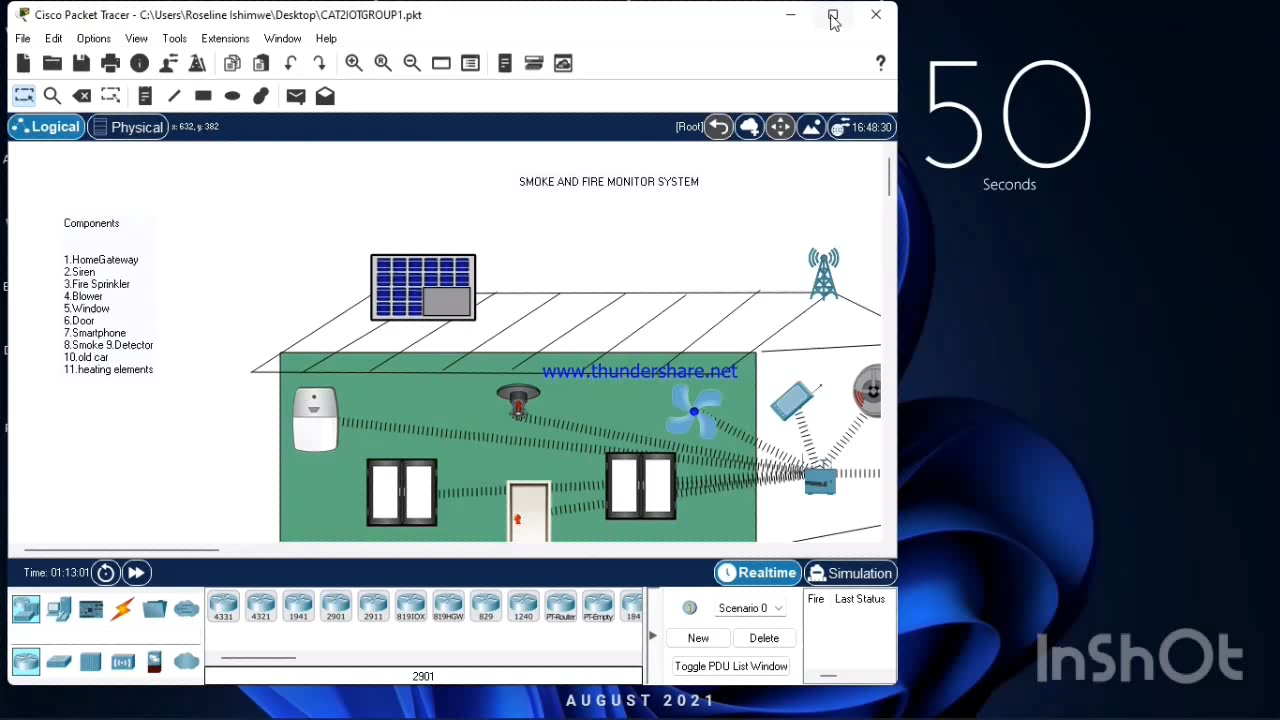 Cisco Packet Tracer - C:\Users\Roseline Ishimwe\Desktop\CAT2IOTGROUP1.pkt
File Edit Options View Tools Extensions Window Help
?
Logical Physical x: 632, y: 382 [Root] 16:48:30
50
Seconds
SMOKE AND FIRE MONITOR SYSTEM
Components
1.HomeGateway
2.Siren
3.Fire Sprinkler
4.Blower
5.Window
6.Door
7.Smartphone
8.Smoke 9.Detector
10.old car
11.heating elements
www.thundershare.net
Time: 01:13:01 Realtime Simulation
4331 4321 1941 2901 2911 819IOX 819HGW 829 1240 PT-Router PT-Empty 184
2901
Scenario 0
New Delete
Toggle PDU List Window
Fire Last Status
InShOt
AUGUST 2021